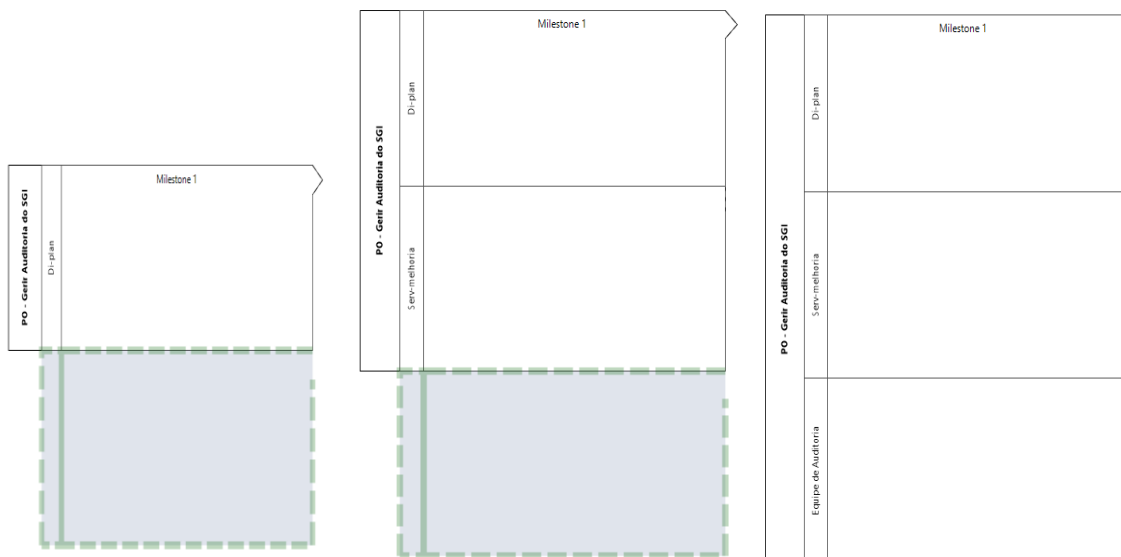 Milestone 1
PO - Gerir Auditoria do SGI
Di-plan
Milestone 1
PO - Gerir Auditoria do SGI
Di-plan
Serv-melhoria
Milestone 1
PO - Gerir Auditoria do SGI
Di-plan
Serv-melhoria
Equipe de Auditoria